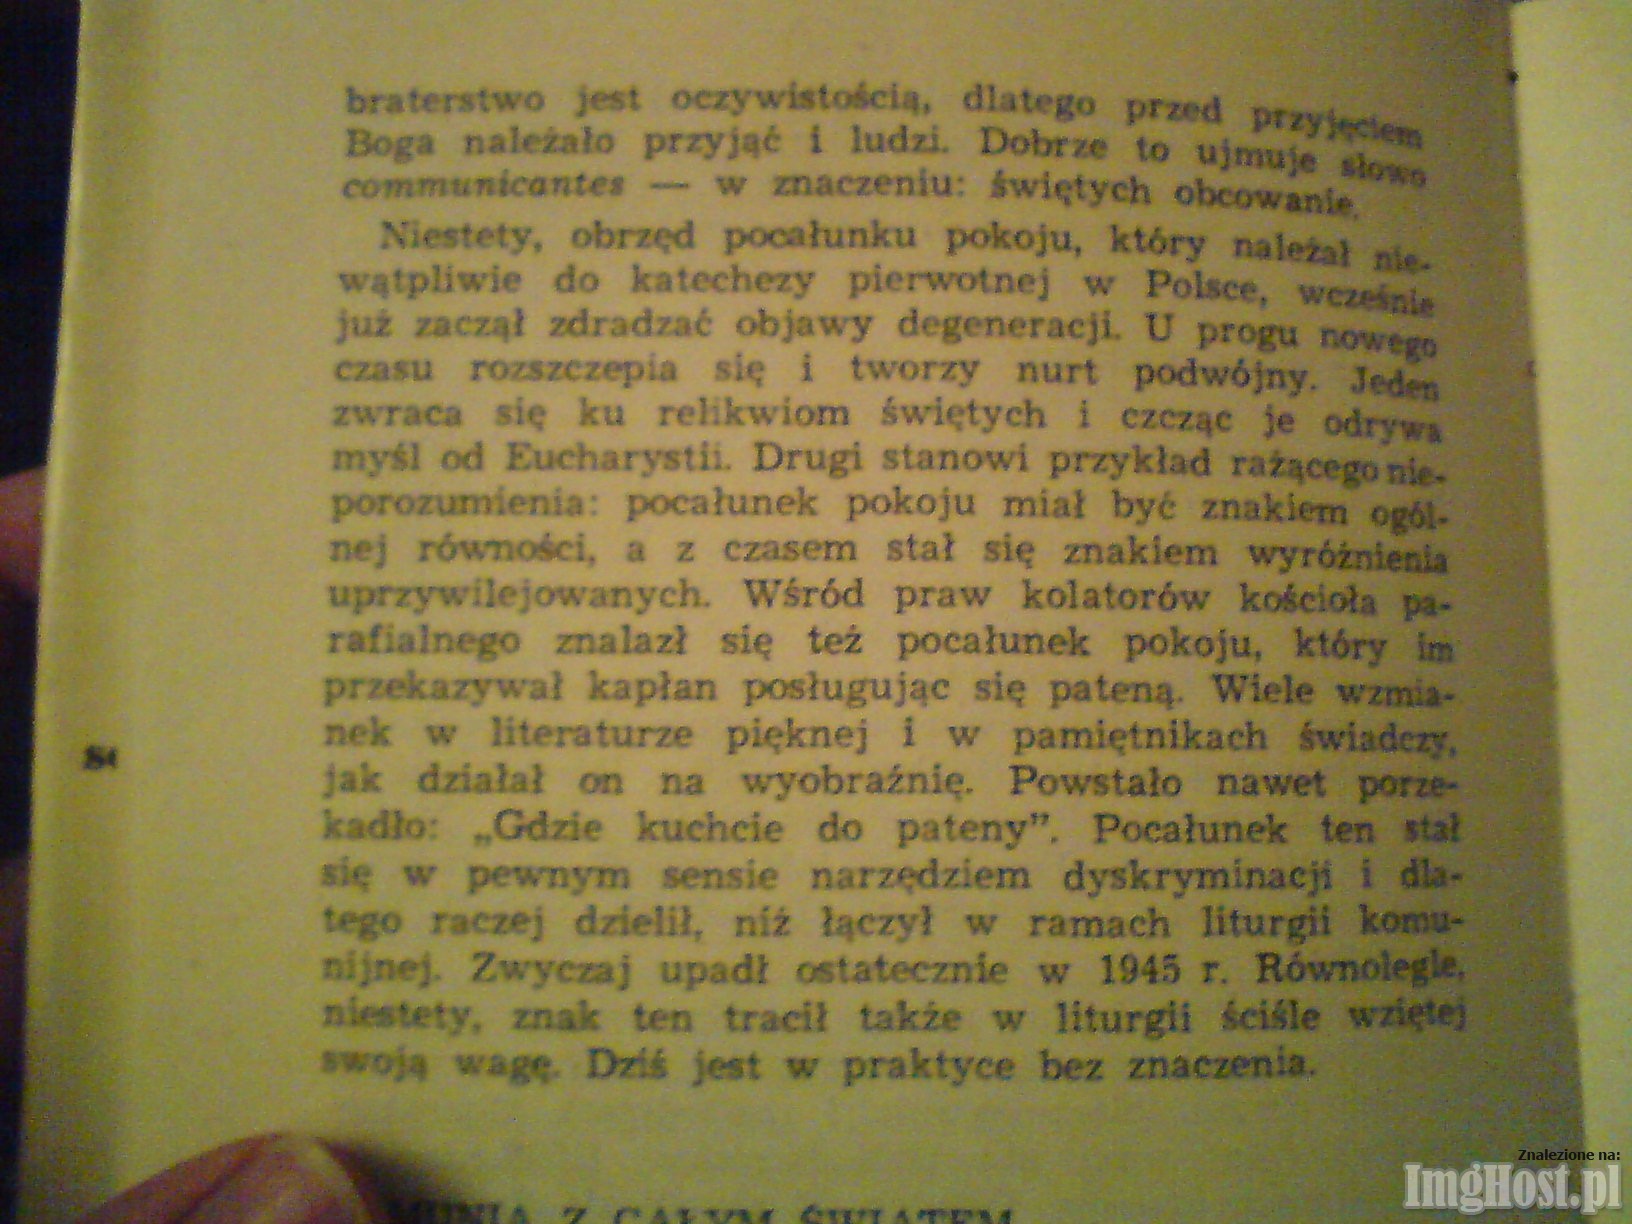 braterstwo jest oczywistością, dlatego przed przyjęciem
Boga należało przyjąć i ludzi. Dobrze to ujmuje słowo
communicantes — w znaczeniu: świętych obcowanie.
Niestety, obrzęd pocałunku pokoju, który należał nie-
wątpliwie do katechezy pierwotnej w Polsce, wcześnie
już zaczął zdradzać objawy degeneracji. U progu nowego
czasu rozszczepia się i tworzy nurt podwójny. Jeden
zwraca się ku relikwiom świętych i czcząc je odrywa
myśl od Eucharystii. Drugi stanowi przykład rażącego nie-
porozumienia: pocałunek pokoju miał być znakiem ogól-
nej równości, a z czasem stał się znakiem wyróżnienia
uprzywilejowanych. Wśród praw kolatorów kościoła pa-
rafialnego znalazł się też pocałunek pokoju, który im
przekazywał kapłan posługując się pateną. Wiele wzmia-
nek w literaturze pięknej i w pamiętnikach świadczy,
jak działał on na wyobraźnię. Powstało nawet porze-
kadło: „Gdzie kuchcie do pateny”. Pocałunek ten stał
się w pewnym sensie narzędziem dyskryminacji i dla-
tego raczej dzielił, niż łączył w ramach liturgii komu-
nijnej. Zwyczaj upadł ostatecznie w 1945 r. Równolegle,
niestety, znak ten tracił także w liturgii ściśle wziętej
swoją wagę. Dziś jest w praktyce bez znaczenia.
Z CAŁYM ŚWIATEM
Znalezione na:
ImgHost.pl